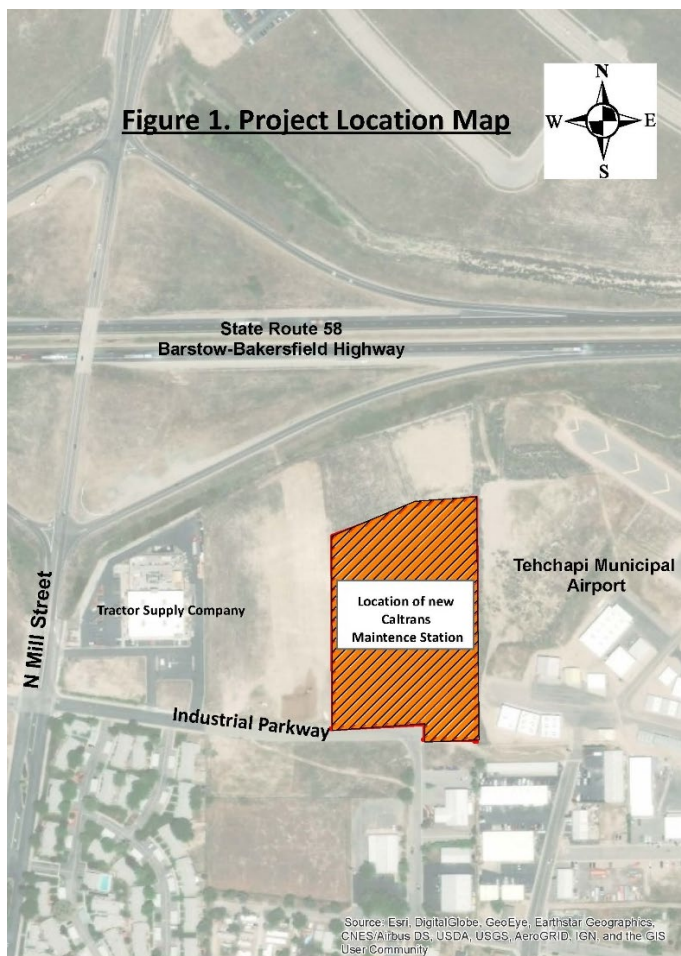 Figure 1. Project Location Map
N
W
E
S
State Route 58
Barstow-Bakersfield Highway
Tehchapi Municipal
Airport
Location of new
Caltrans
Maintence Station
Tractor Supply Company
N Mill Street
Industrial Parkway
Source: Esri, DigitalGlobe, GeoEye, Earthstar Geographics,
CNES/Airbus DS, USDA, USGS, AeroGRID, IGN, and the GIS
User Community